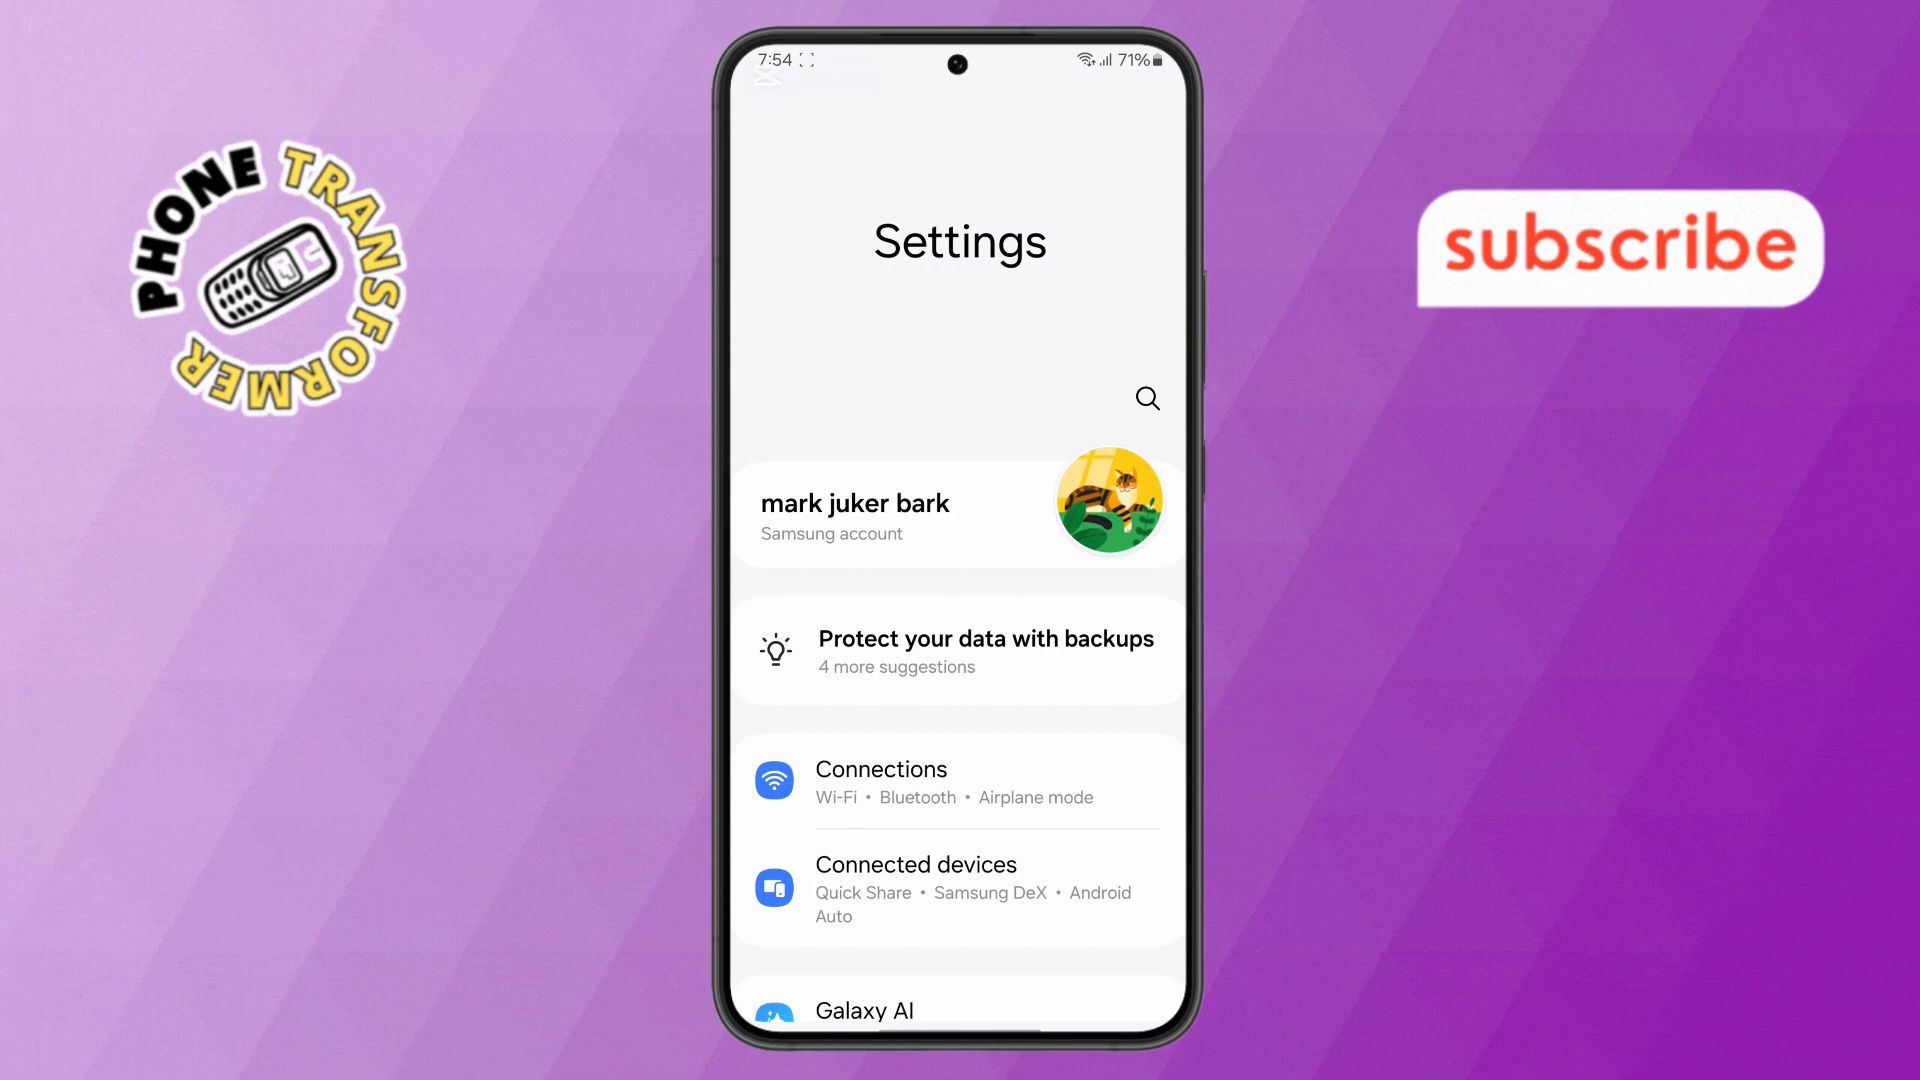 PHONE TRANSFORMER
subscribe
7:54
71%
Settings
mark juker bark
Samsung account
Protect your data with backups
4 more suggestions
Connections
Wi-Fi • Bluetooth • Airplane mode
Connected devices
Quick Share • Samsung DeX • Android
Auto
Galaxy AI